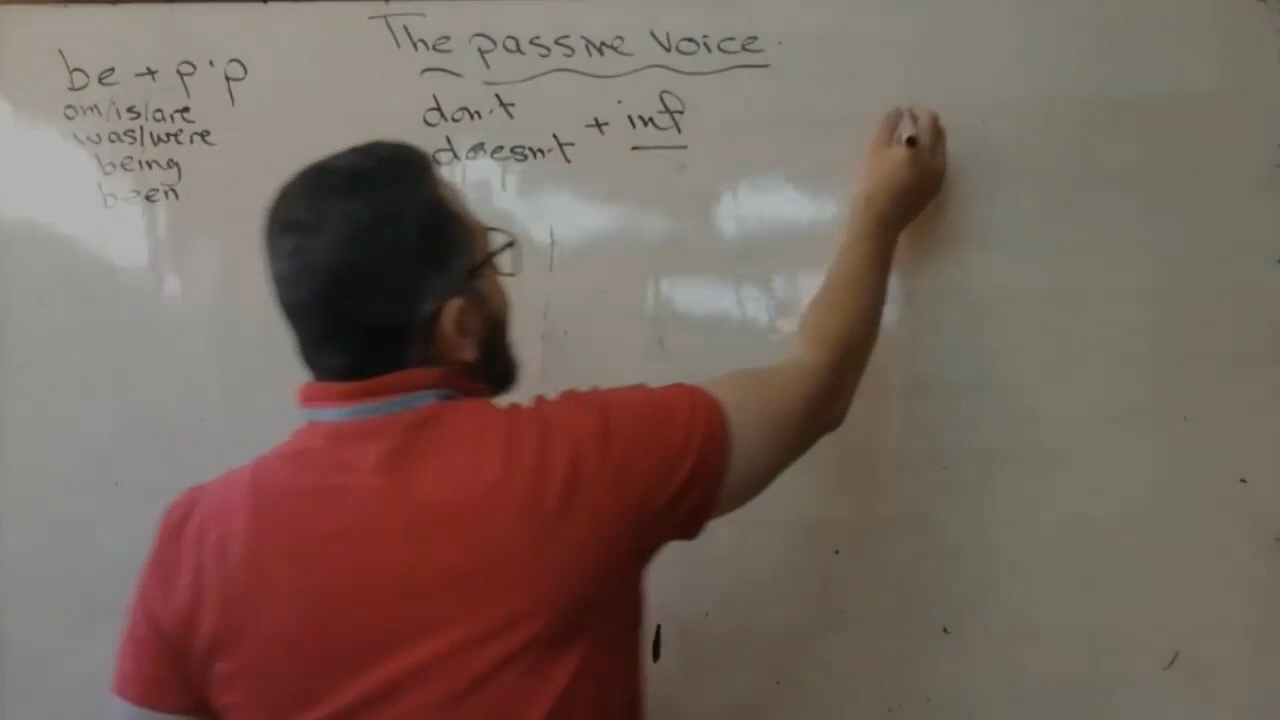 The passive Voice.
be + p.p
am/is/are
was/were
being
been
don't
doesn't + inf